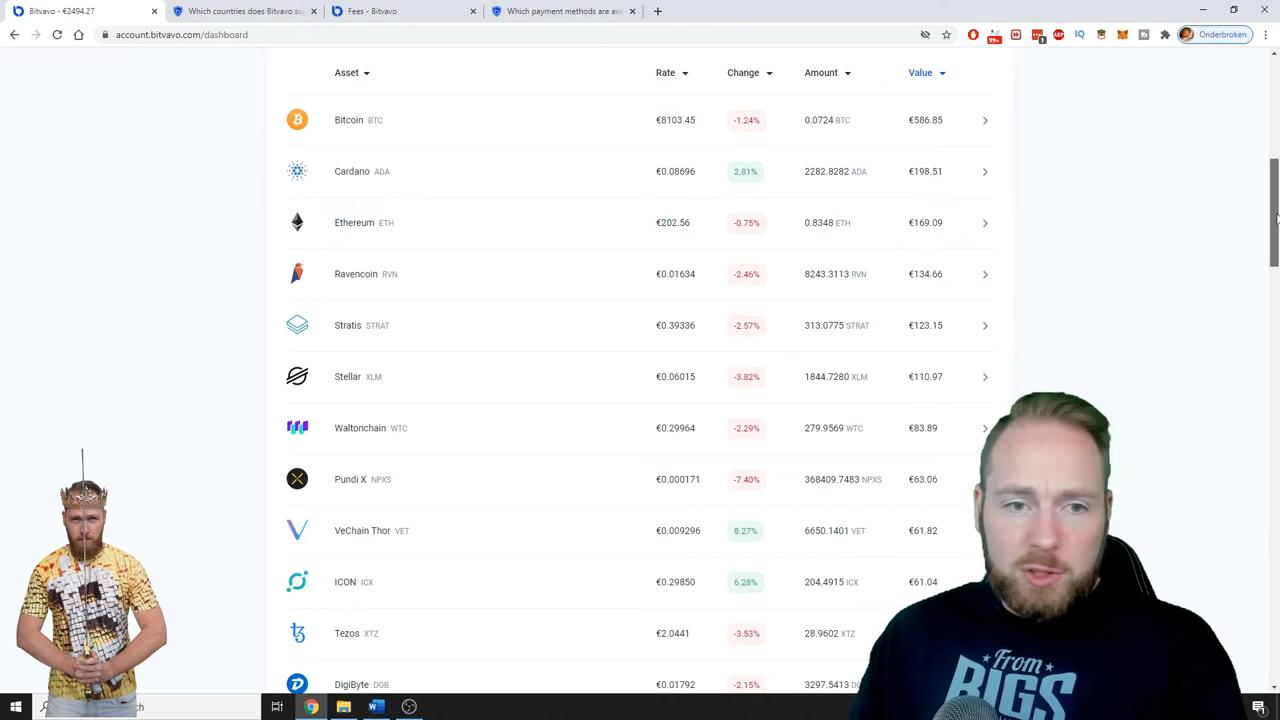 Bitvavo - €2494.27
Which countries does Bitvavo su
Fees - Bitvavo
Which payment methods are ava
account.bitvavo.com/dashboard
99+
1
ABP
IQ
Onderbroken
Asset Rate Change Amount Value
Bitcoin BTC €8103.45 -1.24% 0.0724 BTC €586.85
Cardano ADA €0.08696 2.81% 2282.8282 ADA €198.51
Ethereum ETH €202.56 -0.75% 0.8348 ETH €169.09
Ravencoin RVN €0.01634 -2.46% 8243.3113 RVN €134.66
Stratis STRAT €0.39336 -2.57% 313.0775 STRAT €123.15
Stellar XLM €0.06015 -3.82% 1844.7280 XLM €110.97
Waltonchain WTC €0.29964 -2.29% 279.9569 WTC €83.89
Pundi X NPXS €0.000171 -7.40% 368409.7483 NPXS €63.06
VeChain Thor VET €0.009296 8.27% 6650.1401 VET €61.82
ICON ICX €0.29850 6.28% 204.4915 ICX €61.04
Tezos XTZ €2.0441 -3.53% 28.9602 XTZ
DigiByte DGB €0.01792 -2.15% 3297.5413
From
RIGS